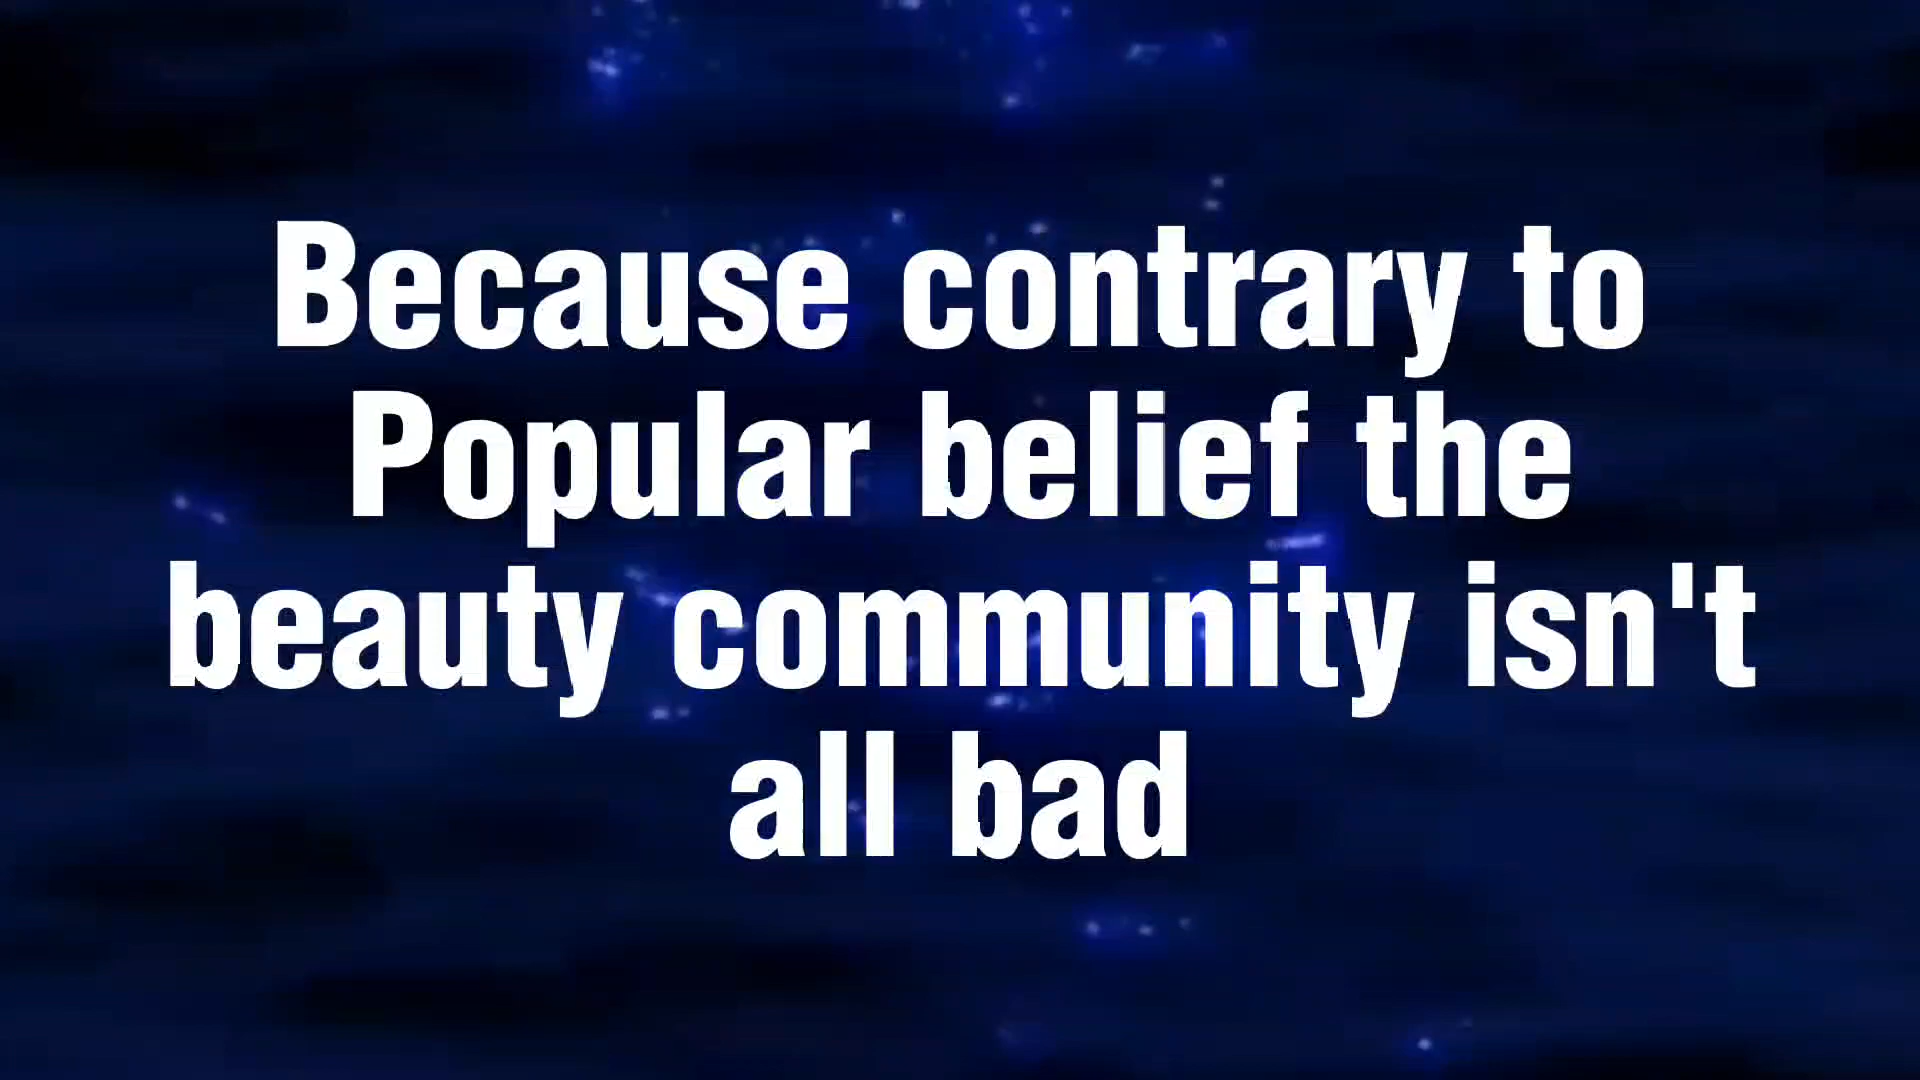 Because contrary to
Popular belief the
beauty community isn't
all bad